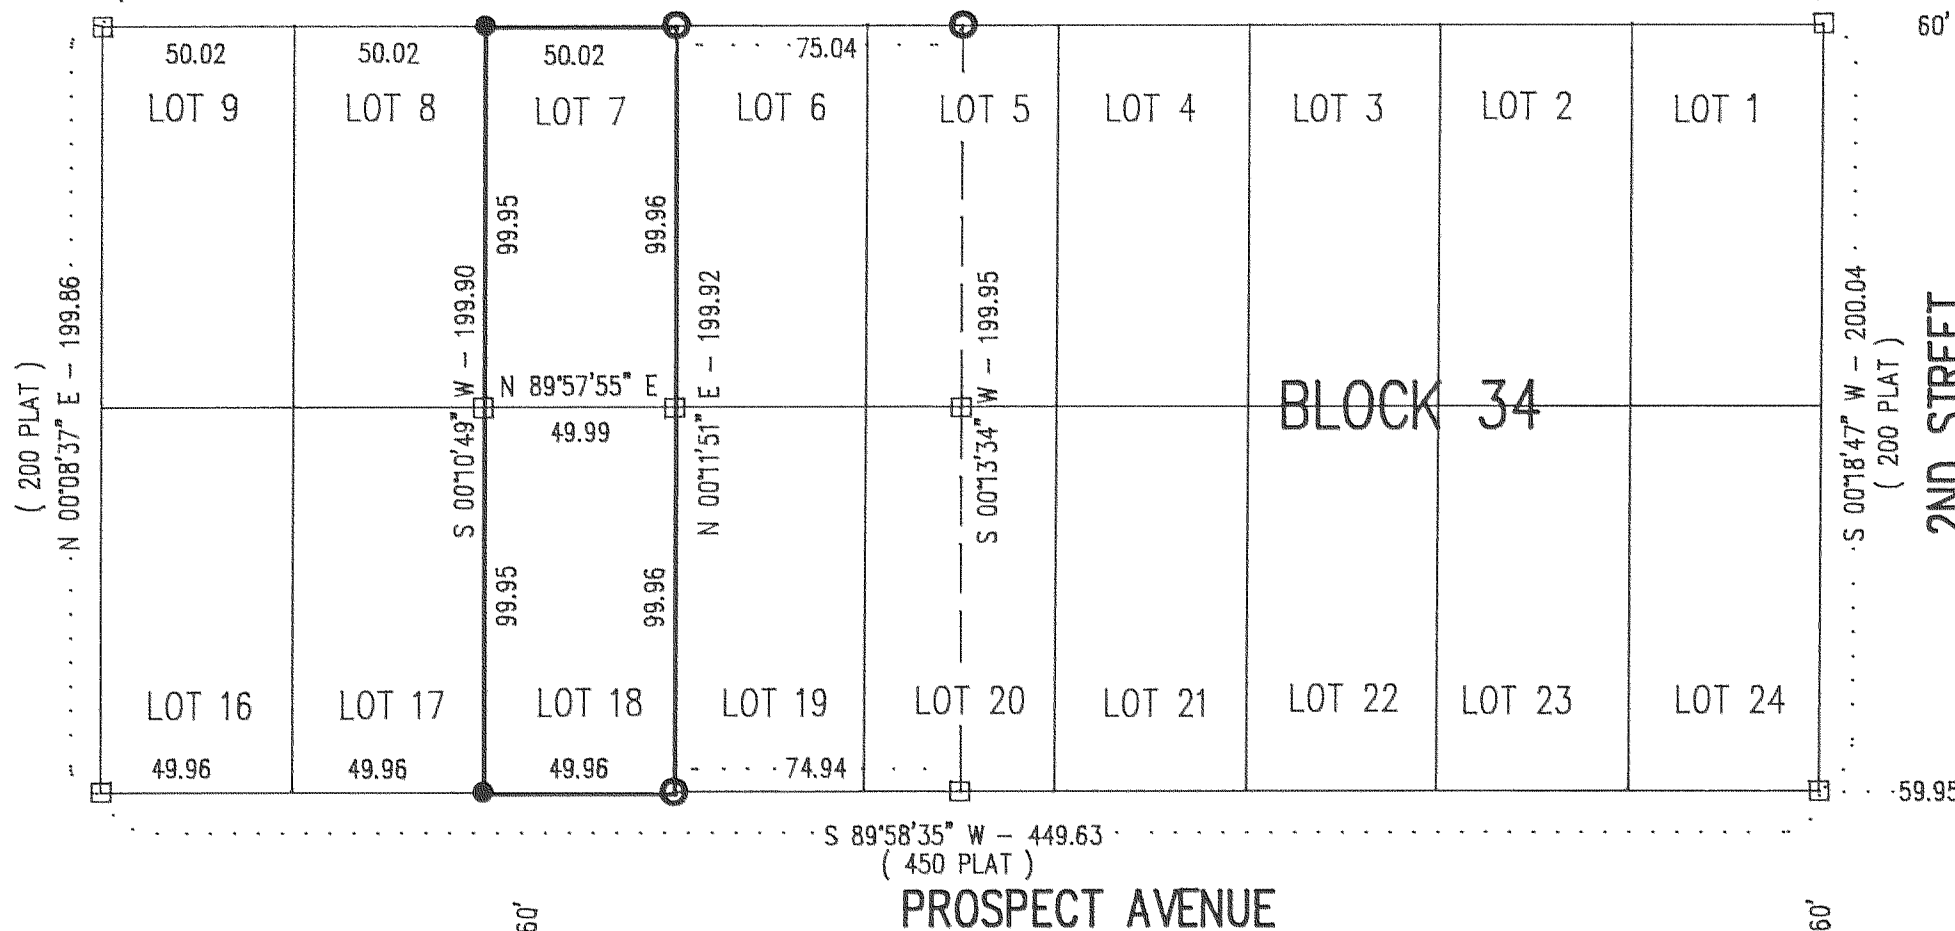 60'
50.02
50.02
50.02
75.04
LOT 9
LOT 8
LOT 7
LOT 6
LOT 5
LOT 4
LOT 3
LOT 2
LOT 1
99.95
99.96
( 200 PLAT )
N 00°08'37" E - 199.86
S 00°10'49" W - 199.90
N 89°57'55" E
49.99
N 00°11'51" E - 199.92
S 00°13'34" W - 199.95
BLOCK 34
S 00°18'47" W - 200.04
( 200 PLAT )
2ND STREET
99.95
99.96
LOT 16
LOT 17
LOT 18
LOT 19
LOT 20
LOT 21
LOT 22
LOT 23
LOT 24
49.96
49.96
49.96
74.94
59.95
S 89°58'35" W - 449.63
( 450 PLAT )
PROSPECT AVENUE
60'
60'